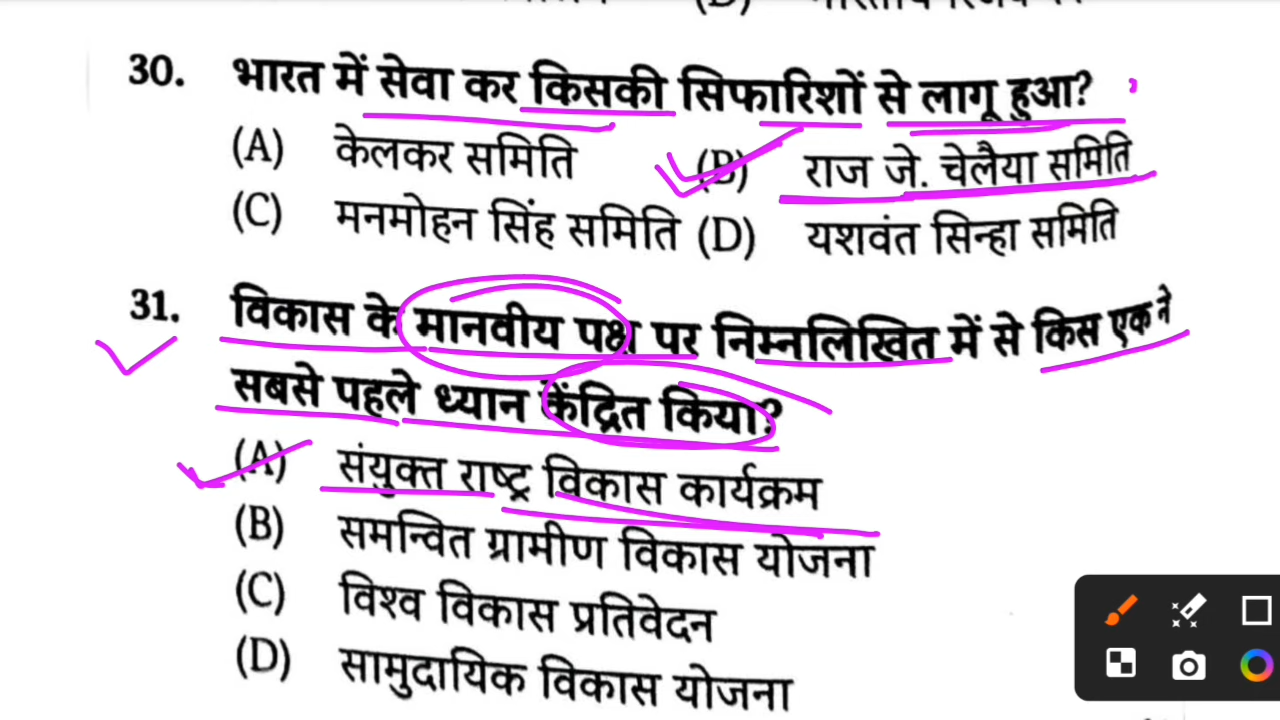 30. भारत में सेवा कर किसकी सिफारिशों से लागू हुआ?
(A) केलकर समिति (B) राज जे. चेलैया समिति
(C) मनमोहन सिंह समिति (D) यशवंत सिन्हा समिति
31. विकास के मानवीय पक्ष पर निम्नलिखित में से किस एक ने
सबसे पहले ध्यान केंद्रित किया?
(A) संयुक्त राष्ट्र विकास कार्यक्रम
(B) समन्वित ग्रामीण विकास योजना
(C) विश्व विकास प्रतिवेदन
(D) सामुदायिक विकास योजना